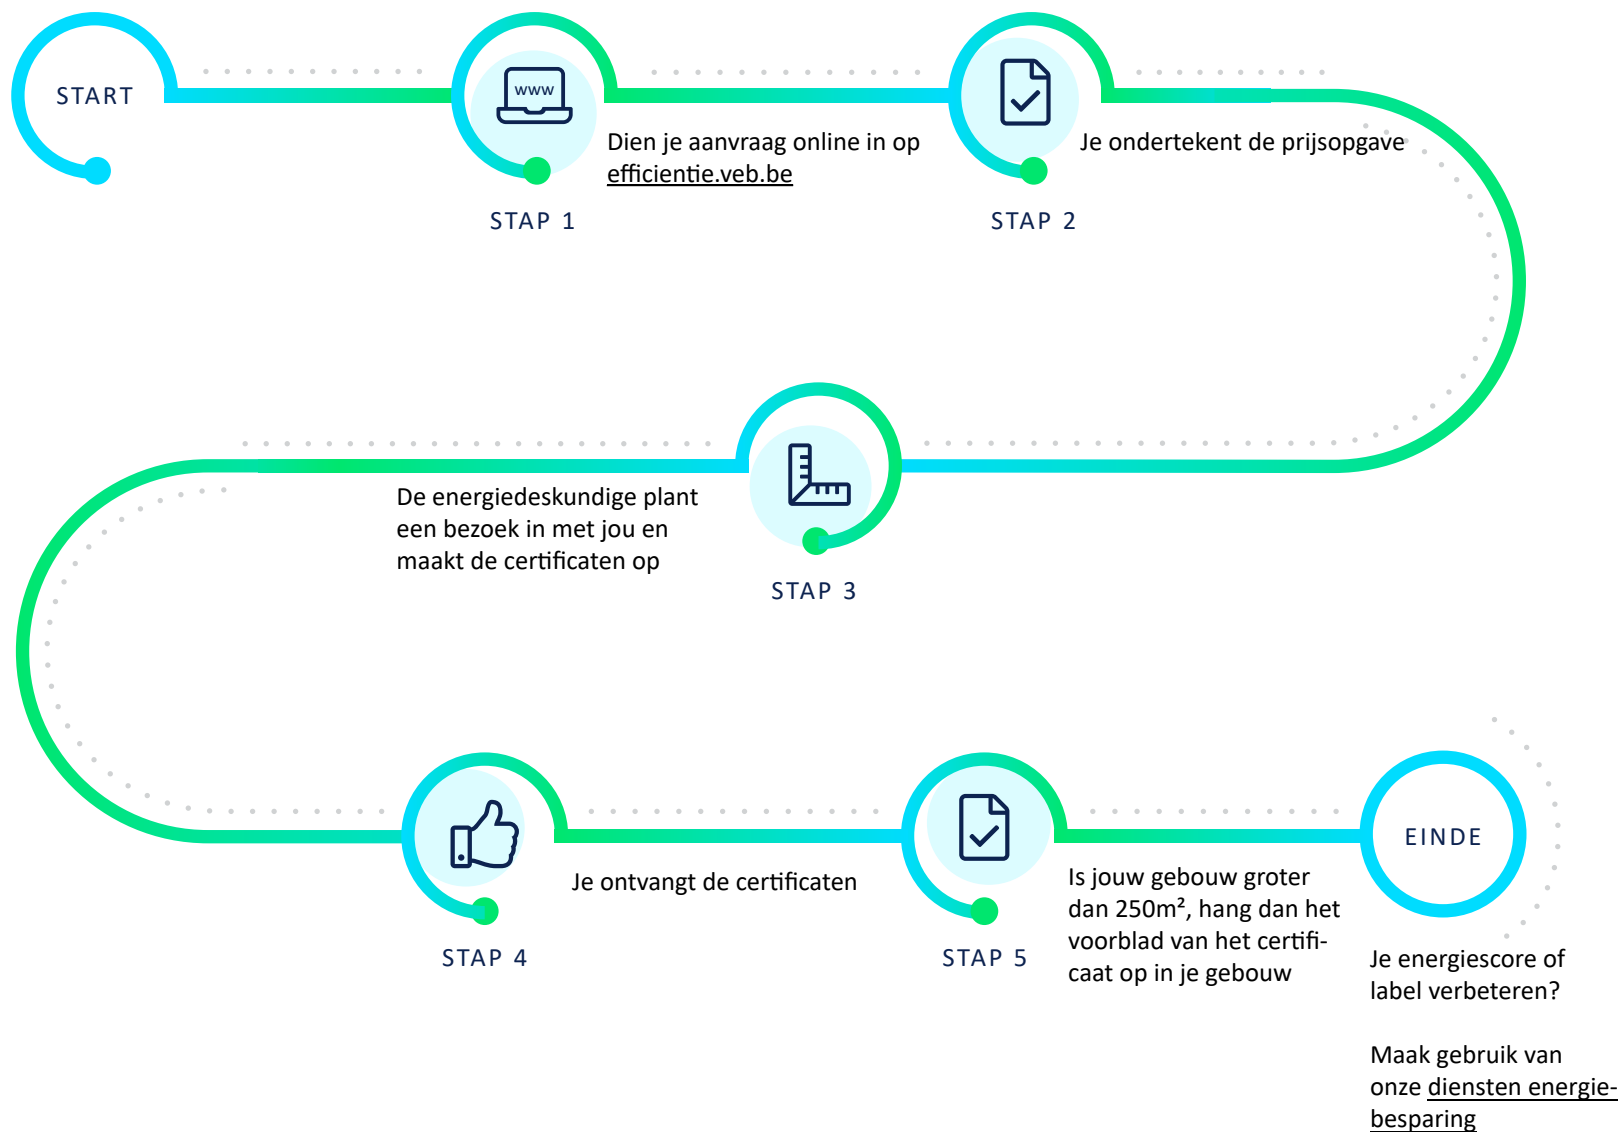 START
www
Dien je aanvraag online in op
efficientie.veb.be
STAP 1
Je ondertekent de prijsopgave
STAP 2
De energiedeskundige plant
een bezoek in met jou en
maakt de certificaten op
STAP 3
Je ontvangt de certificaten
STAP 4
Is jouw gebouw groter
dan 250m², hang dan het
voorblad van het certifi-
caat op in je gebouw
STAP 5
EINDE
Je energiescore of
label verbeteren?
Maak gebruik van
onze diensten energie-
besparing